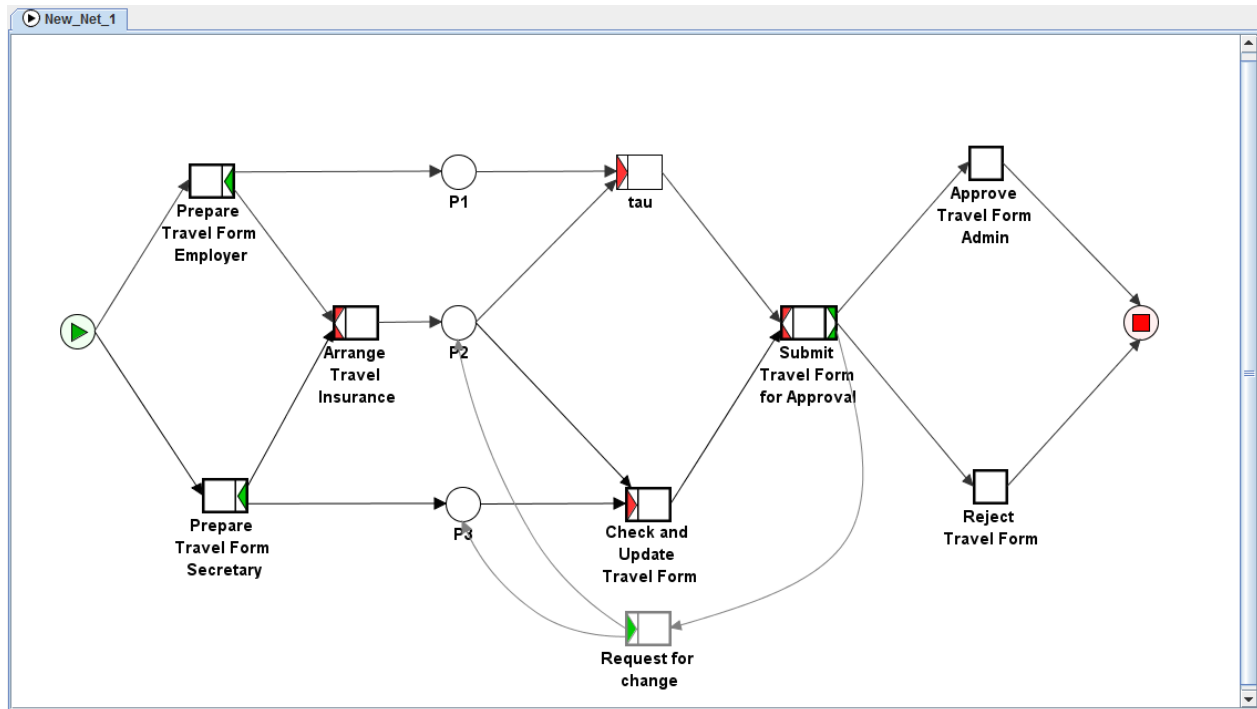 New_Net_1
Prepare
Travel Form
Employer
P1
tau
Approve
Travel Form
Admin
Arrange
Travel
Insurance
P2
Submit
Travel Form
for Approval
Prepare
Travel Form
Secretary
P3
Check and
Update
Travel Form
Reject
Travel Form
Request for
change